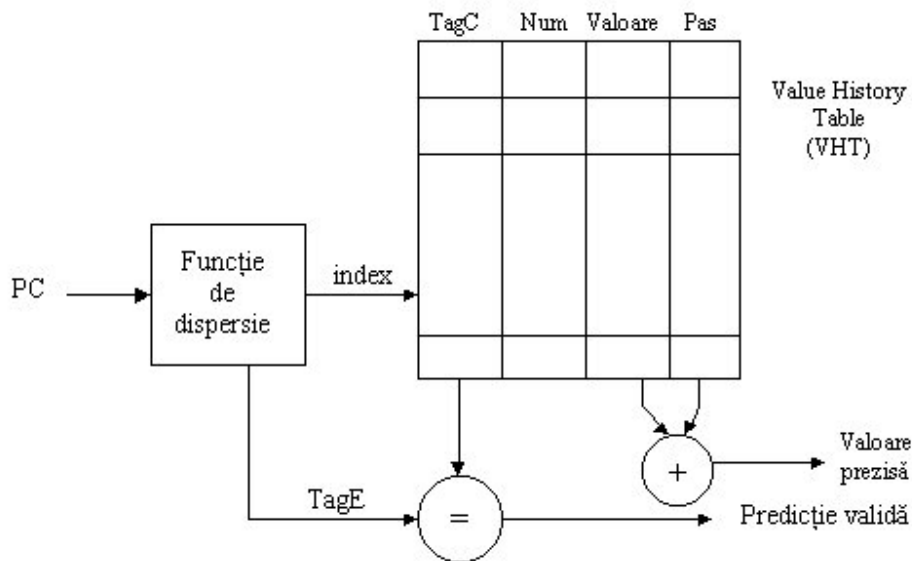 TagC Num Valoare Pas
Value History
Table
(VHT)
Funcție
de
dispersie
PC
index
Valoare
prezisă
+
TagE
=
Predicție validă